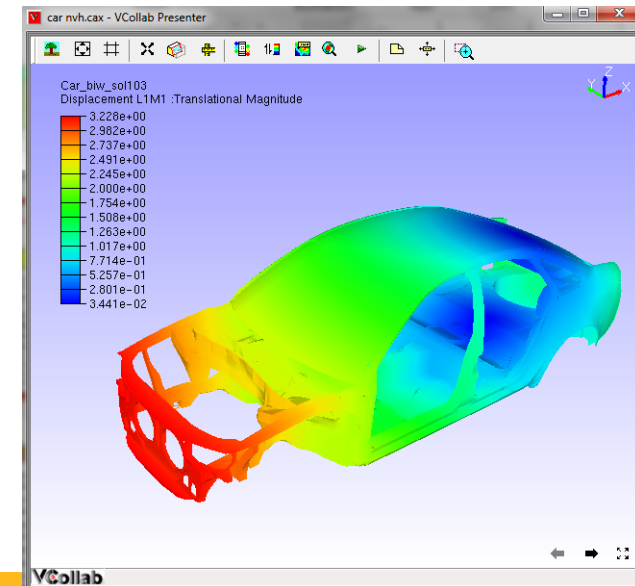 car nvh.cax - VCollab Presenter
Car_biw_sol103
Displacement L1M1 :Translational Magnitude
3.228e+00
2.982e+00
2.737e+00
2.491e+00
2.245e+00
2.000e+00
1.754e+00
1.508e+00
1.263e+00
1.017e+00
7.714e-01
5.257e-01
2.801e-01
3.441e-02
Z
Y X
VCollab